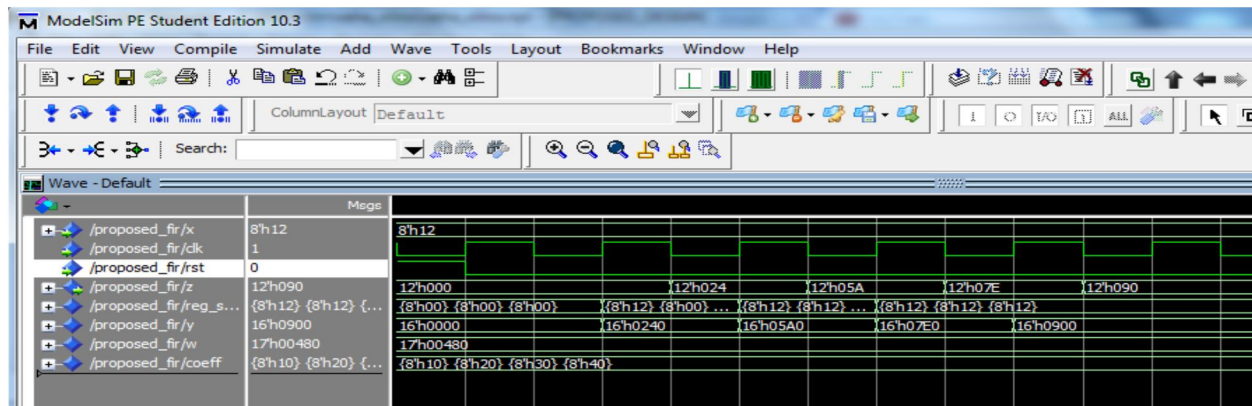 ModelSim PE Student Edition 10.3
File Edit View Compile Simulate Add Wave Tools Layout Bookmarks Window Help
ColumnLayout Default
Search:
Wave - Default
Msgs
/proposed_fir/x 8'h12 8'h12
/proposed_fir/clk 1
/proposed_fir/rst 0
/proposed_fir/z 12'h090 12'h000 12'h024 12'h05A 12'h07E 12'h090
/proposed_fir/reg_s... {8'h12} {8'h12} {... {8'h00} {8'h00} {8'h00} {8'h12} {8'h00} ... {8'h12} {8'h12} ... {8'h12} {8'h12} {8'h12}
/proposed_fir/y 16'h0900 16'h0000 16'h0240 16'h05A0 16'h07E0 16'h0900
/proposed_fir/w 17'h00480 17'h00480
/proposed_fir/coeff {8'h10} {8'h20} {... {8'h10} {8'h20} {8'h30} {8'h40}